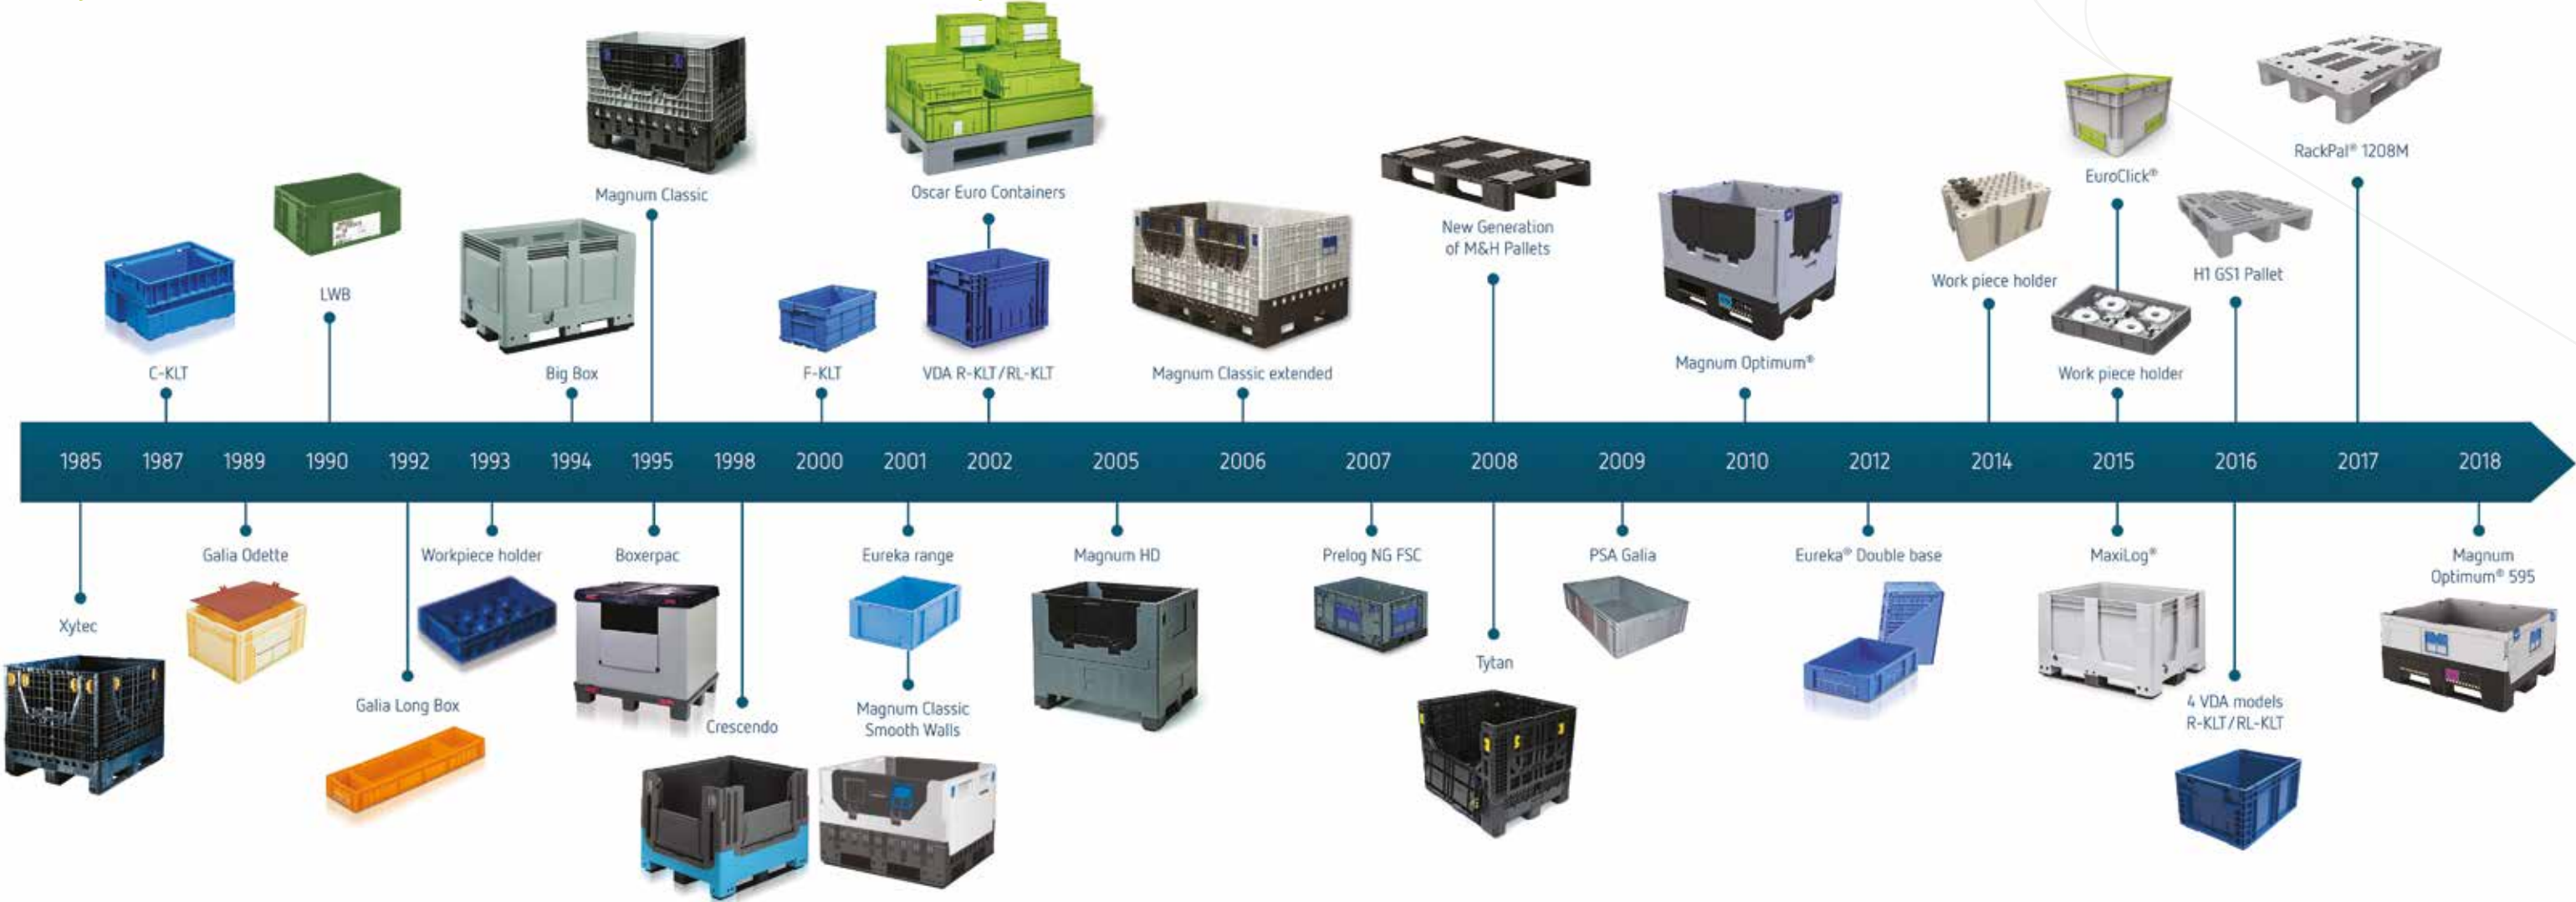 Magnum Classic
Oscar Euro Containers
RackPal® 1208M
EuroClick®
New Generation
of M&H Pallets
LWB
Work piece holder
H1 GS1 Pallet
C-KLT
Big Box
F-KLT
VDA R-KLT/RL-KLT
Magnum Classic extended
Magnum Optimum®
Work piece holder
1985 1987 1989 1990 1992 1993 1994 1995 1998 2000 2001 2002 2005 2006 2007 2008 2009 2010 2012 2014 2015 2016 2017 2018
Galia Odette
Workpiece holder
Boxerpac
Eureka range
Magnum HD
Prelog NG FSC
PSA Galia
Eureka® Double base
MaxiLog®
Magnum
Optimum® 595
Xytec
Tytan
Galia Long Box
Crescendo
Magnum Classic
Smooth Walls
4 VDA models
R-KLT/RL-KLT